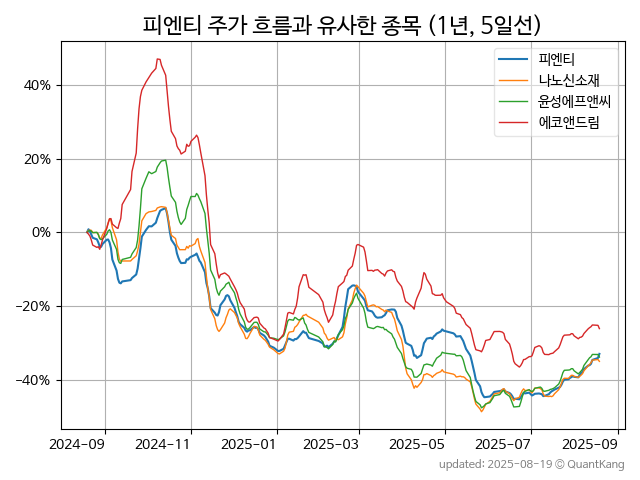 피엔티 주가 흐름과 유사한 종목 (1년, 5일선)
피엔티
나노신소재
윤성에프앤씨
에코앤드림
40%
20%
0%
−20%
−40%
2024-09 2024-11 2025-01 2025-03 2025-05 2025-07 2025-09
updated: 2025-08-19 © QuantKang